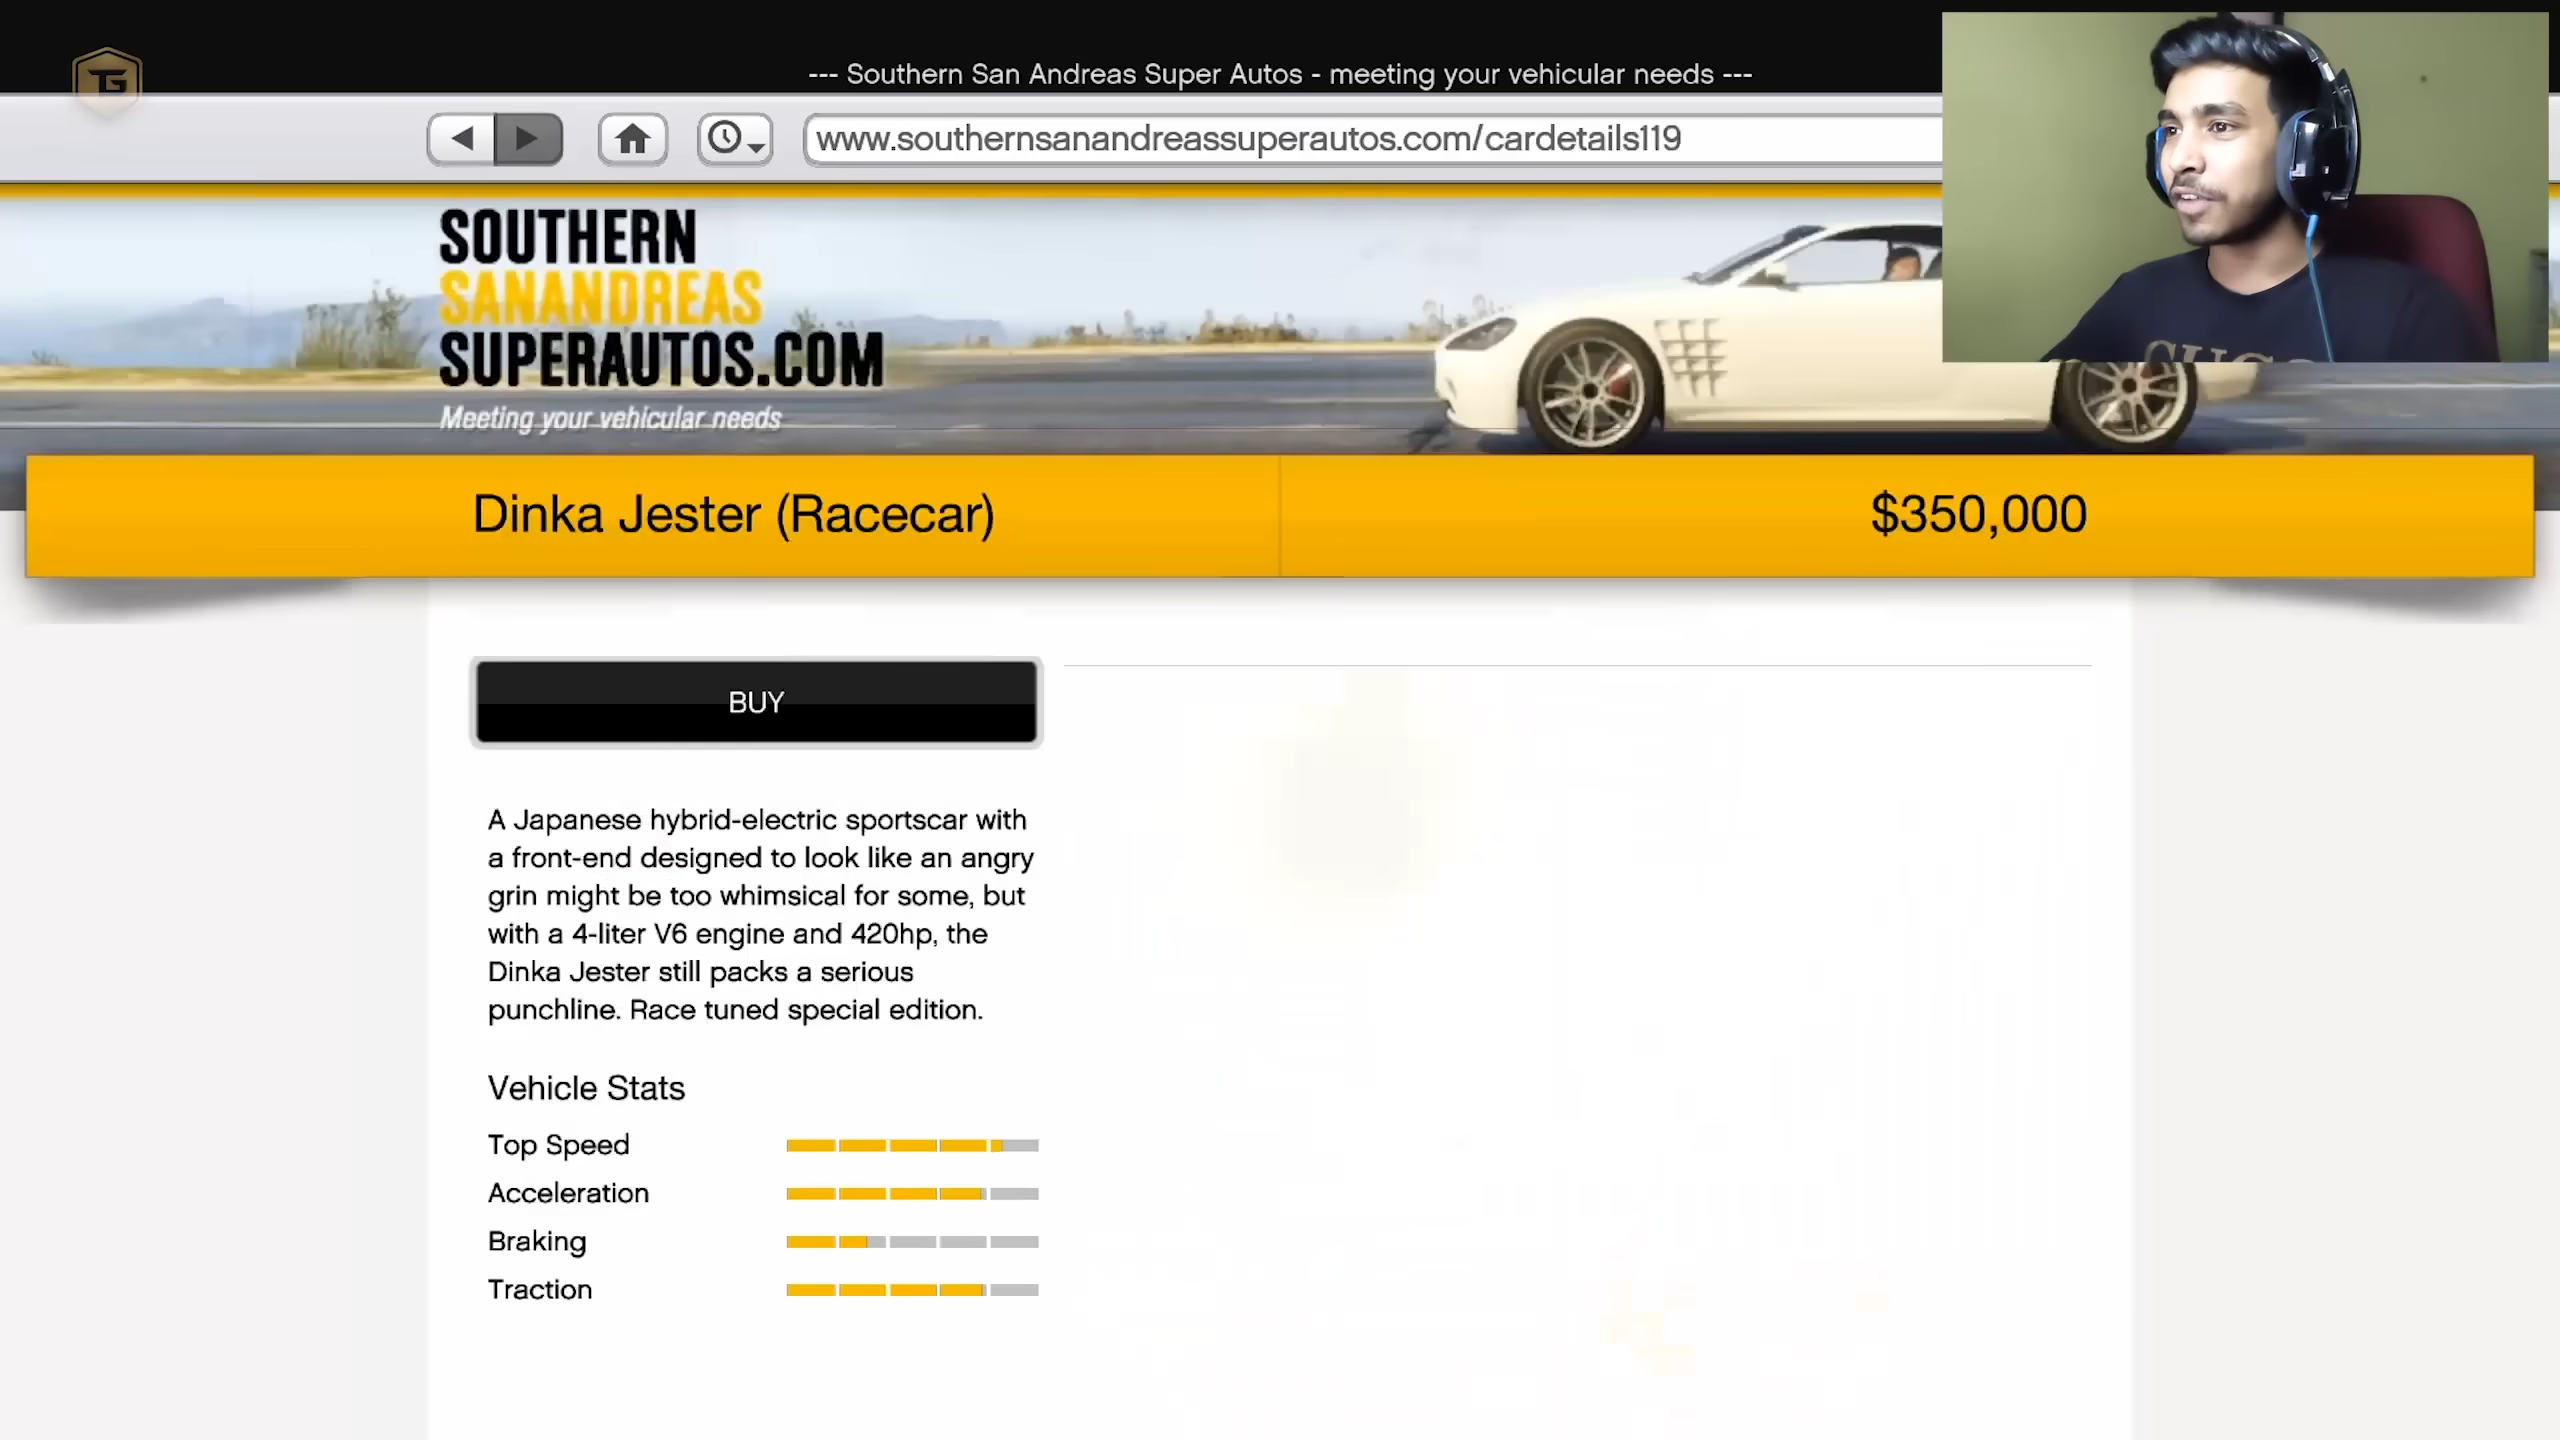 TG
--- Southern San Andreas Super Autos - meeting your vehicular needs ---
www.southernsanandreassuperautos.com/cardetails119
SOUTHERN
SANANDREAS
SUPERAUTOS.COM
Meeting your vehicular needs
Dinka Jester (Racecar)
$350,000
BUY
A Japanese hybrid-electric sportscar with
a front-end designed to look like an angry
grin might be too whimsical for some, but
with a 4-liter V6 engine and 420hp, the
Dinka Jester still packs a serious
punchline. Race tuned special edition.
Vehicle Stats
Top Speed
Acceleration
Braking
Traction